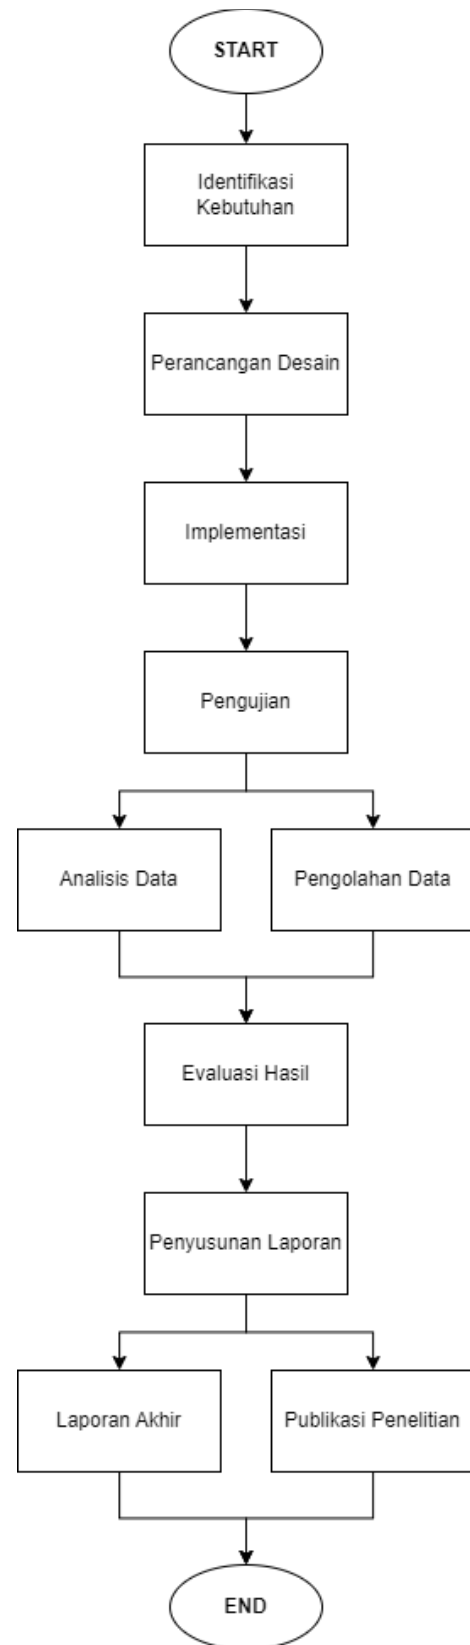 START
Identifikasi
Kebutuhan
Perancangan Desain
Implementasi
Pengujian
Analisis Data
Pengolahan Data
Evaluasi Hasil
Penyusunan Laporan
Laporan Akhir
Publikasi Penelitian
END